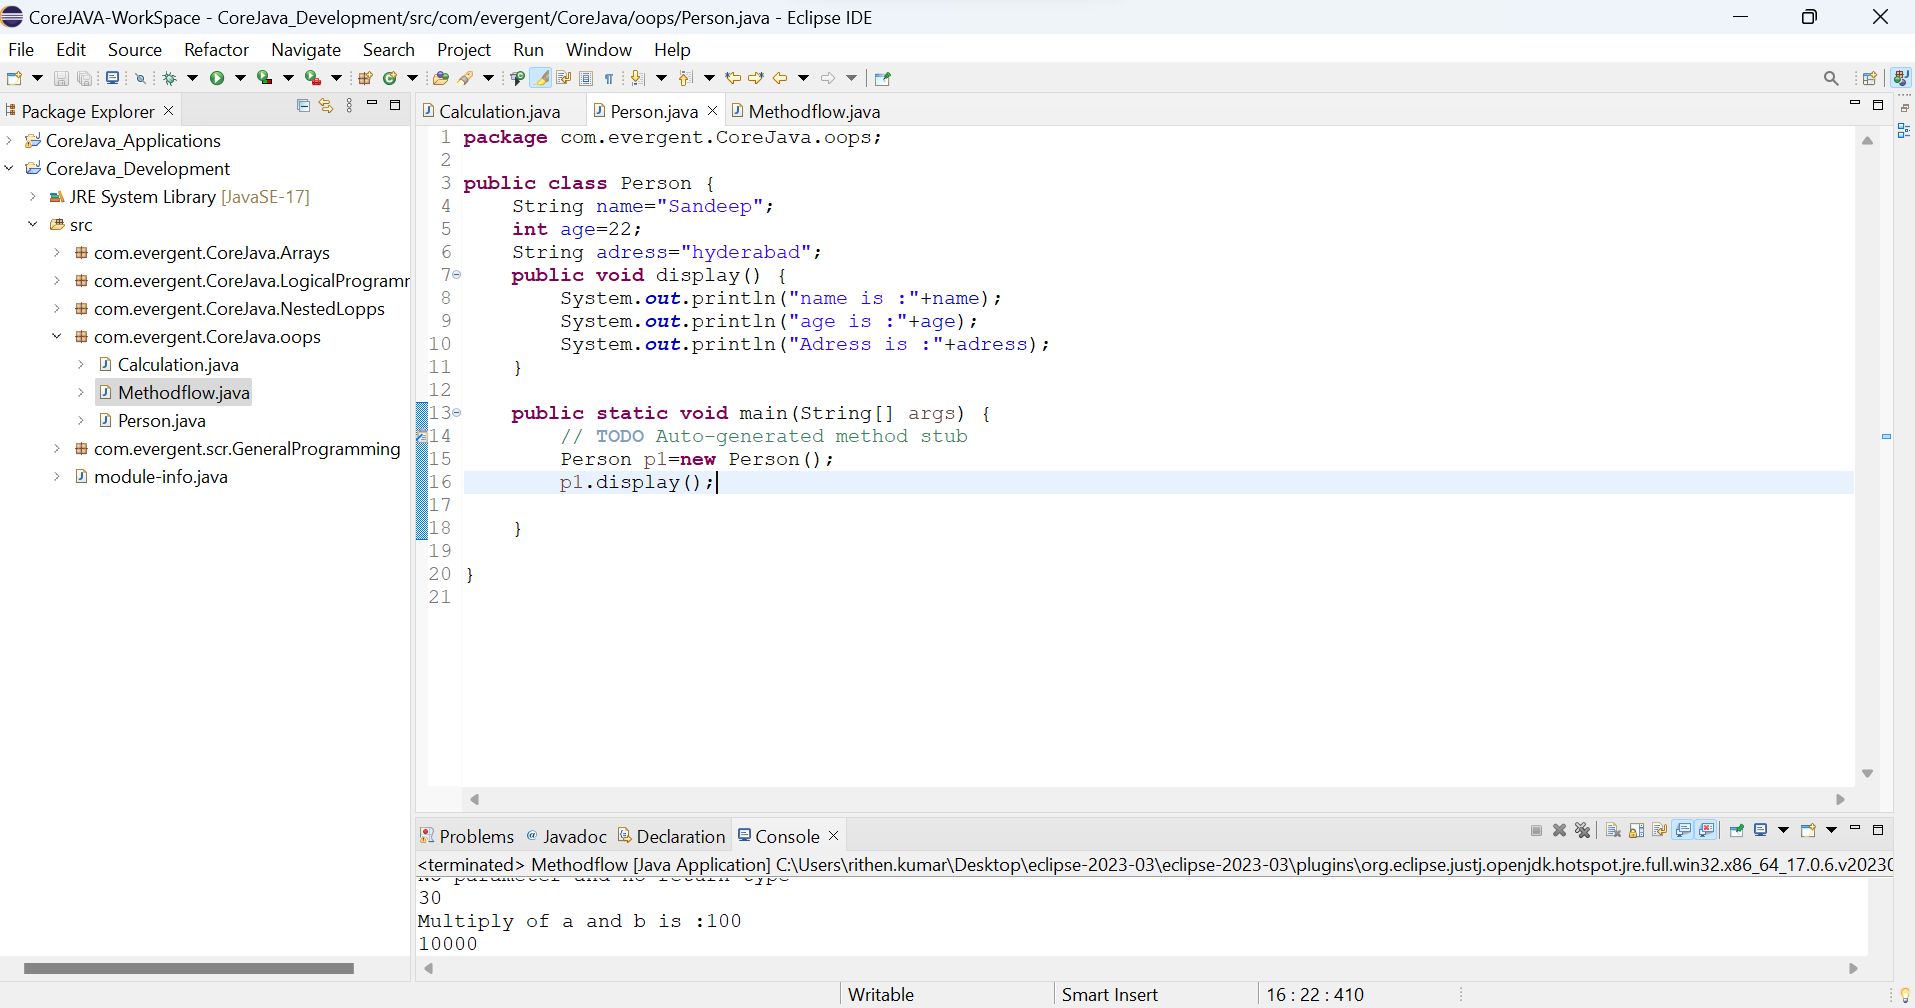 CoreJAVA-WorkSpace - CoreJava_Development/src/com/evergent/CoreJava/oops/Person.java - Eclipse IDE
File Edit Source Refactor Navigate Search Project Run Window Help
Package Explorer
CoreJava_Applications
CoreJava_Development
JRE System Library [JavaSE-17]
src
com.evergent.CoreJava.Arrays
com.evergent.CoreJava.LogicalProgramr
com.evergent.CoreJava.NestedLopps
com.evergent.CoreJava.oops
Calculation.java
Methodflow.java
Person.java
com.evergent.scr.GeneralProgramming
module-info.java
Calculation.java Person.java Methodflow.java
1 package com.evergent.CoreJava.oops;
2
3 public class Person {
4 String name="Sandeep";
5 int age=22;
6 String adress="hyderabad";
7 public void display() {
8 System.out.println("name is :"+name);
9 System.out.println("age is :"+age);
10 System.out.println("Adress is :"+adress);
11 }
12
13 public static void main(String[] args) {
14 // TODO Auto-generated method stub
15 Person p1=new Person();
16 p1.display();
17
18 }
19
20 }
21
Problems Javadoc Declaration Console
<terminated> Methodflow [Java Application] C:\Users\rithen.kumar\Desktop\eclipse-2023-03\eclipse-2023-03\plugins\org.eclipse.justj.openjdk.hotspot.jre.full.win32.x86_64_17.0.6.v2023
No parameter and no return type
30
Multiply of a and b is :100
10000
Writable Smart Insert 16 : 22 : 410